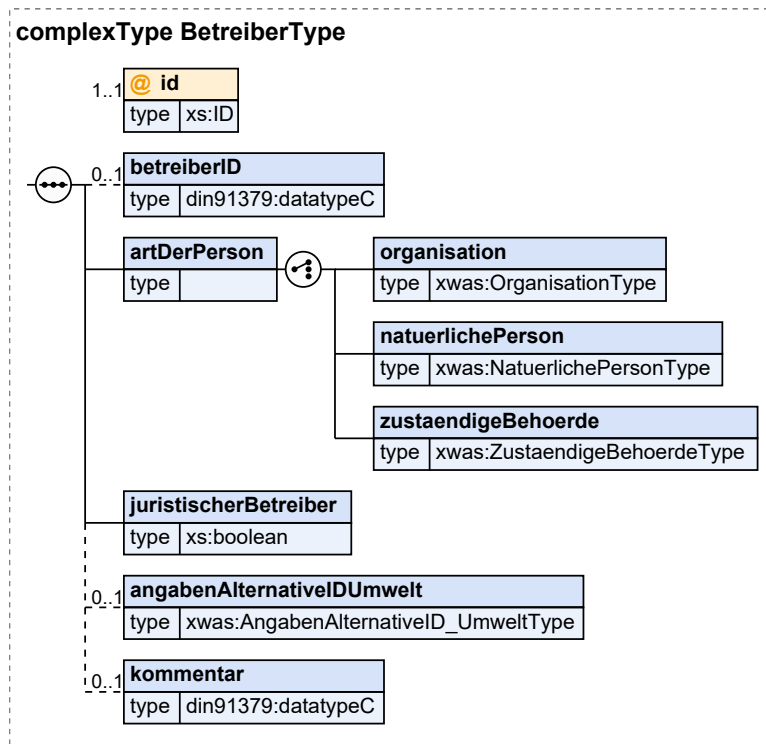 complexType BetreiberType
1..1
@ id
type xs:ID
0..1
betreiberID
type din91379:datatypeC
artDerPerson
type
organisation
type xwas:OrganisationType
natuerlichePerson
type xwas:NatuerlichePersonType
zustaendigeBehoerde
type xwas:ZustaendigeBehoerdeType
juristischerBetreiber
type xs:boolean
0..1
angabenAlternativeIDUmwelt
type xwas:AngabenAlternativeID_UmweltType
0..1
kommentar
type din91379:datatypeC